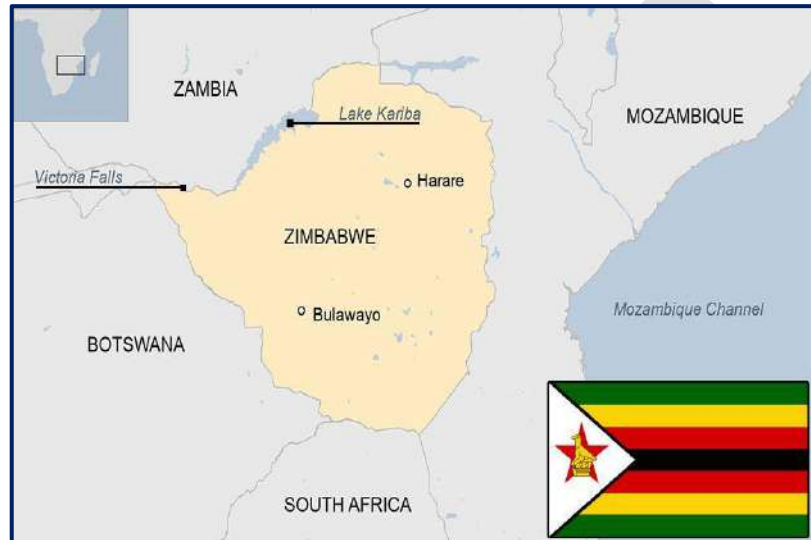 ZAMBIA
Lake Kariba
MOZAMBIQUE
Victoria Falls
Harare
ZIMBABWE
Bulawayo
Mozambique Channel
BOTSWANA
SOUTH AFRICA